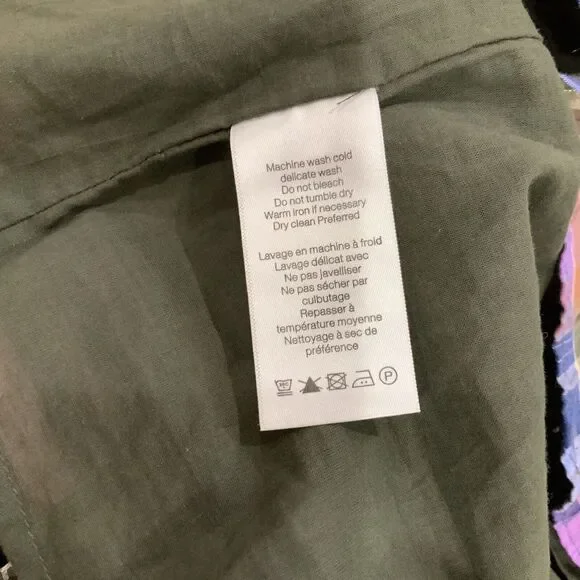 Machine wash cold
delicate wash
Do not bleach
Do not tumble dry
Warm iron if necessary
Dry clean Preferred
Lavage en machine à froid
Lavage délicat avec
Ne pas javelliser
Ne pas sécher par
culbutage
Repasser à
température moyenne
Nettoyage à sec de
préférence
P